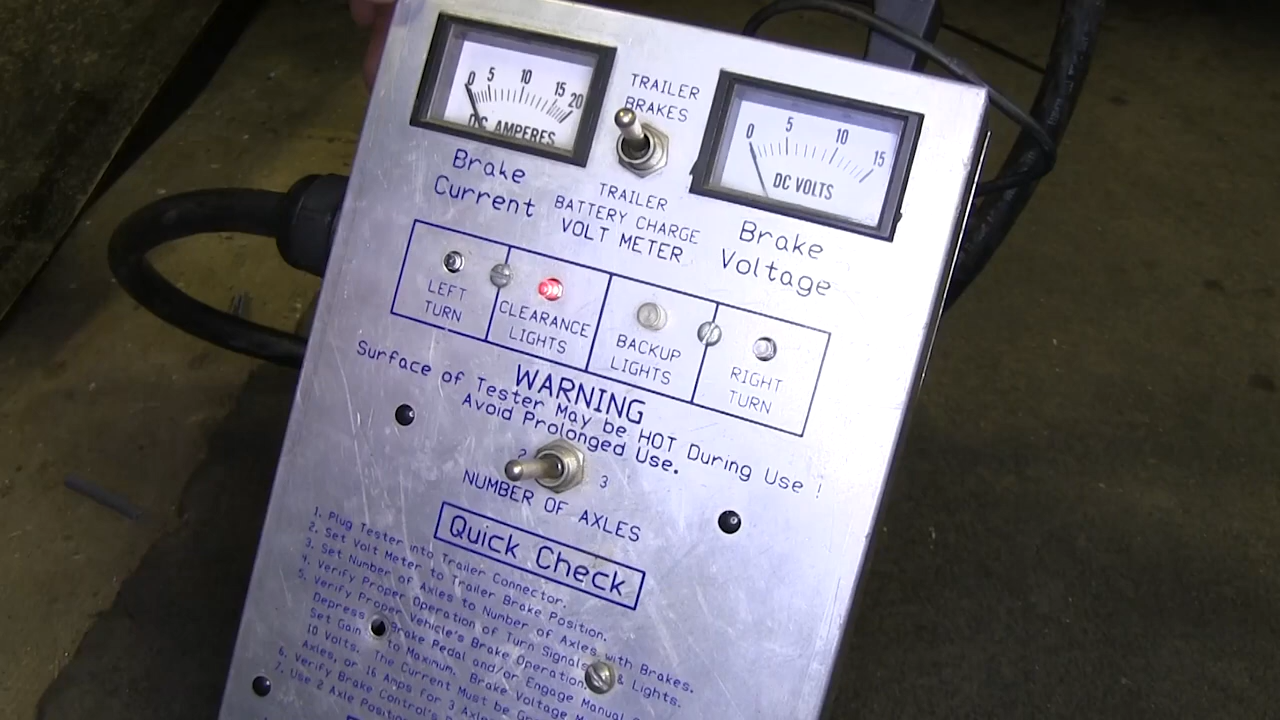 0 5 10 15 20
DC AMPERES
TRAILER
BRAKES
0 5 10 15
DC VOLTS
Brake
Current
TRAILER
BATTERY CHARGE
VOLT METER
Brake
Voltage
LEFT
TURN
CLEARANCE
LIGHTS
BACKUP
LIGHTS
RIGHT
TURN
WARNING
Surface of Tester May be HOT During Use !
Avoid Prolonged Use.
2 3
NUMBER OF AXLES
Quick Check
1. Plug Tester into Trailer Connector.
2. Set Volt Meter to Trailer Brake Position.
3. Set Number of Axles to Number of Axles with Brakes.
4. Verify Proper Operation of Turn Signals & Lights.
5. Verify Proper Vehicle's Brake Operation.
Depress Brake Pedal and/or Engage Manual
Set Gain to Maximum. Brake Voltage
10 Volts. The Current Must be
Axles, or 16 Amps for 3
6. Verify Brake Control's
7. Use 2 Axle